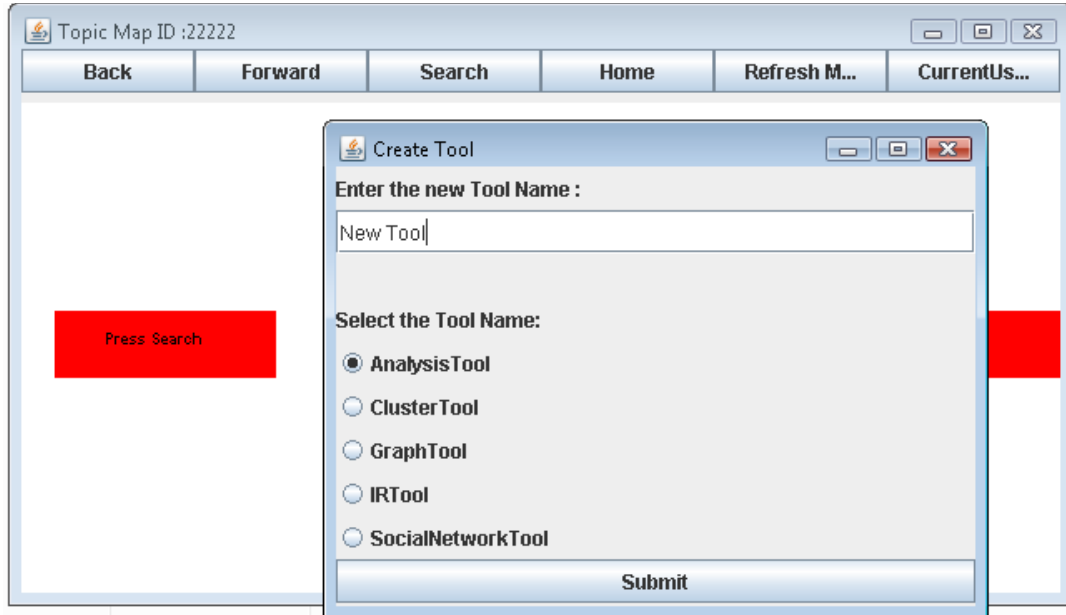 Topic Map ID :22222
Back Forward Search Home Refresh M... CurrentUs...
Create Tool
Enter the new Tool Name :
New Tool
Select the Tool Name:
Press Search
AnalysisTool
ClusterTool
GraphTool
IRTool
SocialNetworkTool
Submit